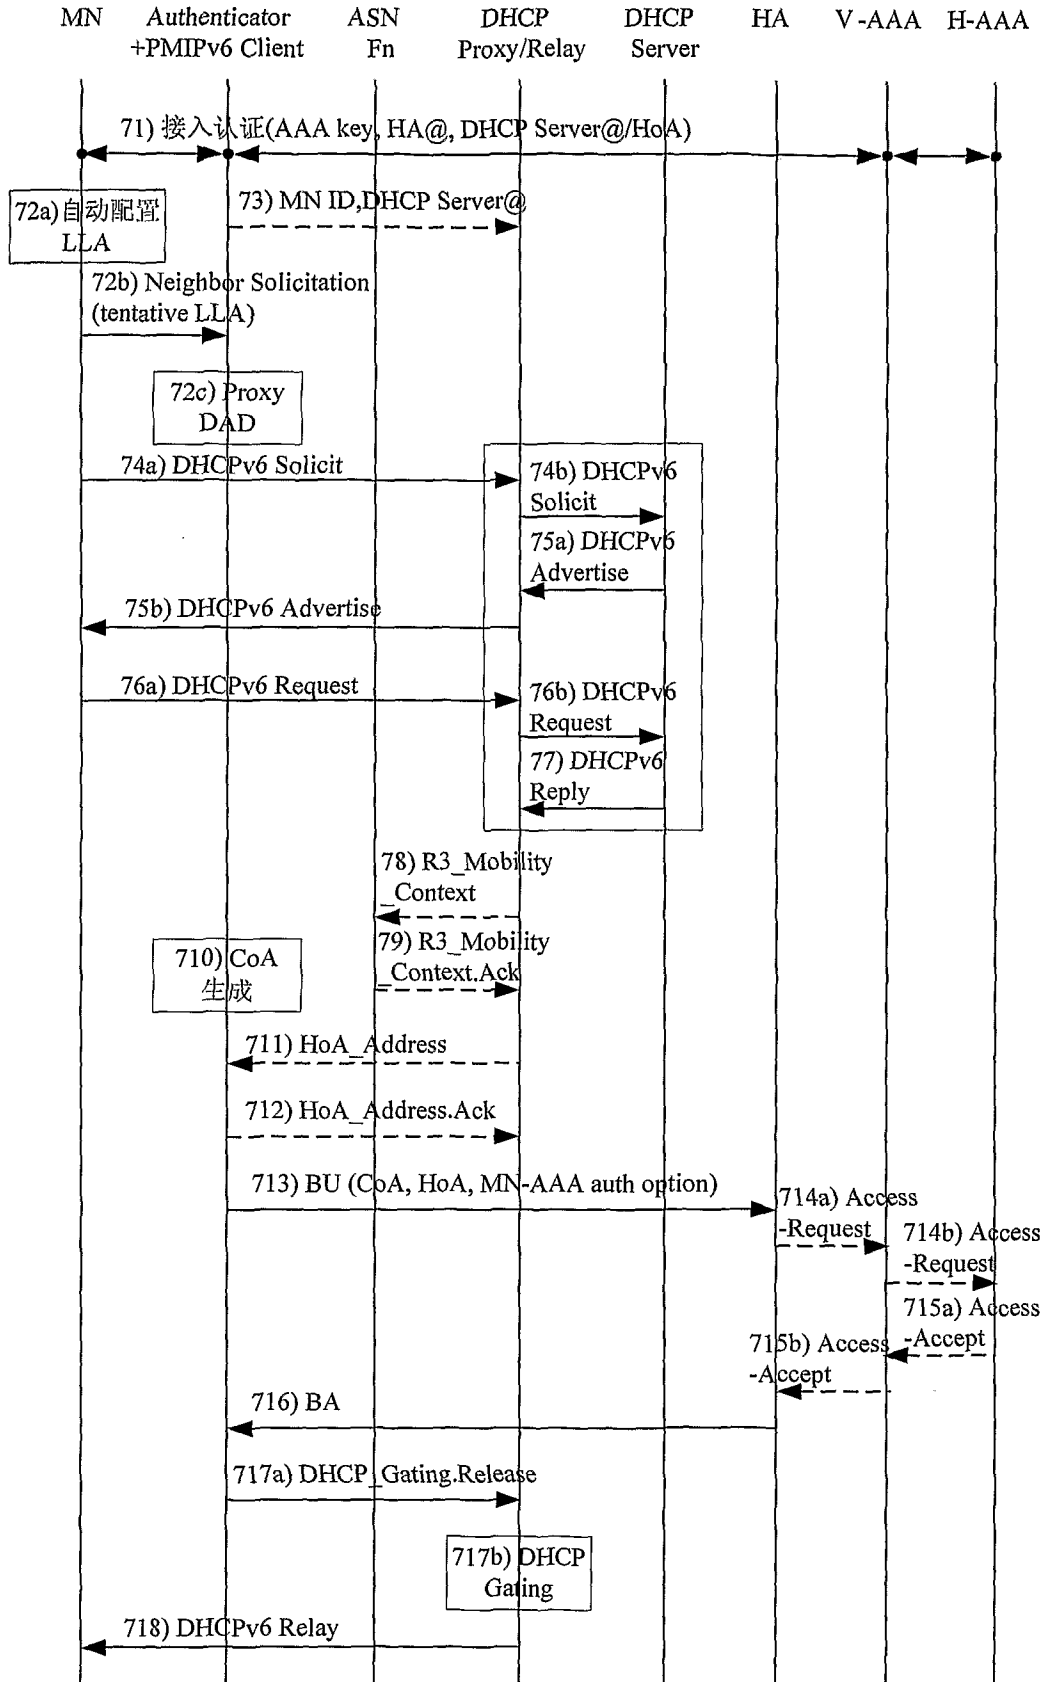 MN
Authenticator
+PMIPv6 Client
ASN
Fn
DHCP
Proxy/Relay
DHCP
Server
HA
V-AAA
H-AAA
71) 接入认证(AAA key, HA@, DHCP Server@/HoA)
72a)自动配置
LLA
73) MN ID,DHCP Server@
72b) Neighbor Solicitation
(tentative LLA)
72c) Proxy
DAD
74a) DHCPv6 Solicit
74b) DHCPv6
Solicit
75a) DHCPv6
Advertise
75b) DHCPv6 Advertise
76a) DHCPv6 Request
76b) DHCPv6
Request
77) DHCPv6
Reply
78) R3_Mobility
_Context
79) R3_Mobility
_Context.Ack
710) CoA
生成
711) HoA_Address
712) HoA_Address.Ack
713) BU (CoA, HoA, MN-AAA auth option)
714a) Access
-Request
714b) Access
-Request
715a) Access
-Accept
715b) Access
-Accept
716) BA
717a) DHCP_Gating.Release
717b) DHCP
Gating
718) DHCPv6 Relay